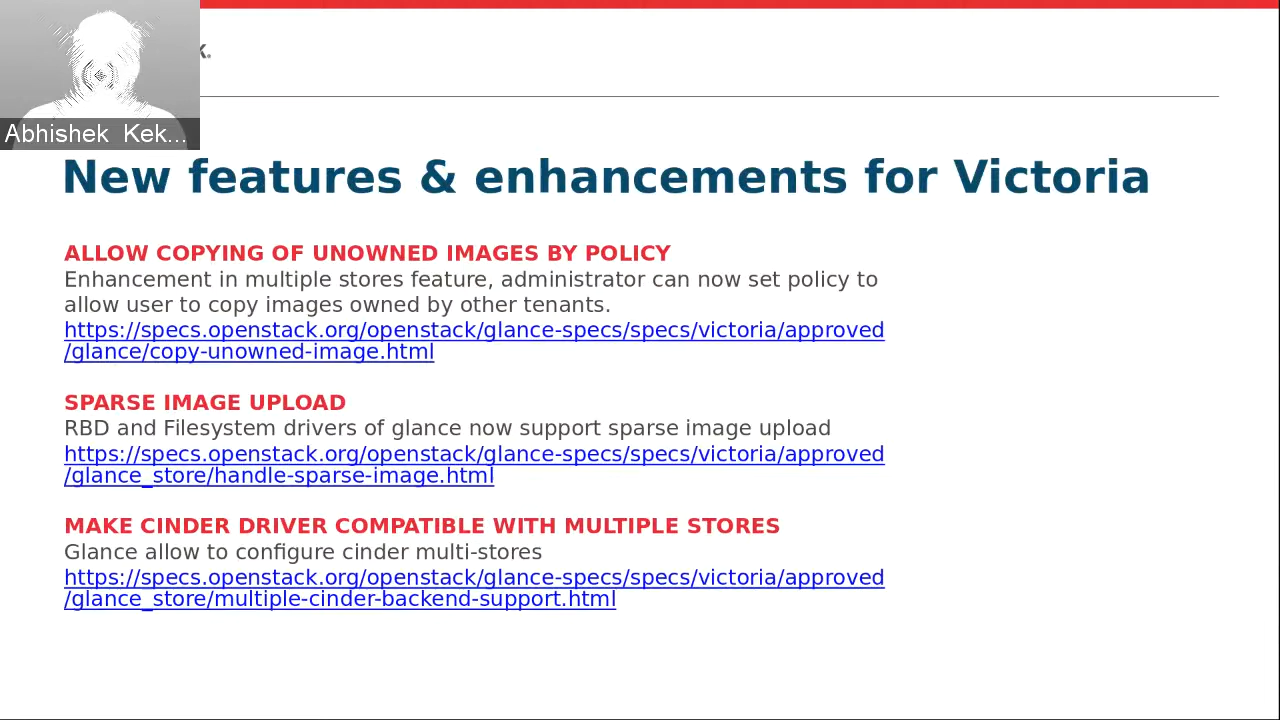 k.
Abhishek Kek...
New features & enhancements for Victoria
ALLOW COPYING OF UNOWNED IMAGES BY POLICY
Enhancement in multiple stores feature, administrator can now set policy to
allow user to copy images owned by other tenants.
https://specs.openstack.org/openstack/glance-specs/specs/victoria/approved
/glance/copy-unowned-image.html
SPARSE IMAGE UPLOAD
RBD and Filesystem drivers of glance now support sparse image upload
https://specs.openstack.org/openstack/glance-specs/specs/victoria/approved
/glance_store/handle-sparse-image.html
MAKE CINDER DRIVER COMPATIBLE WITH MULTIPLE STORES
Glance allow to configure cinder multi-stores
https://specs.openstack.org/openstack/glance-specs/specs/victoria/approved
/glance_store/multiple-cinder-backend-support.html